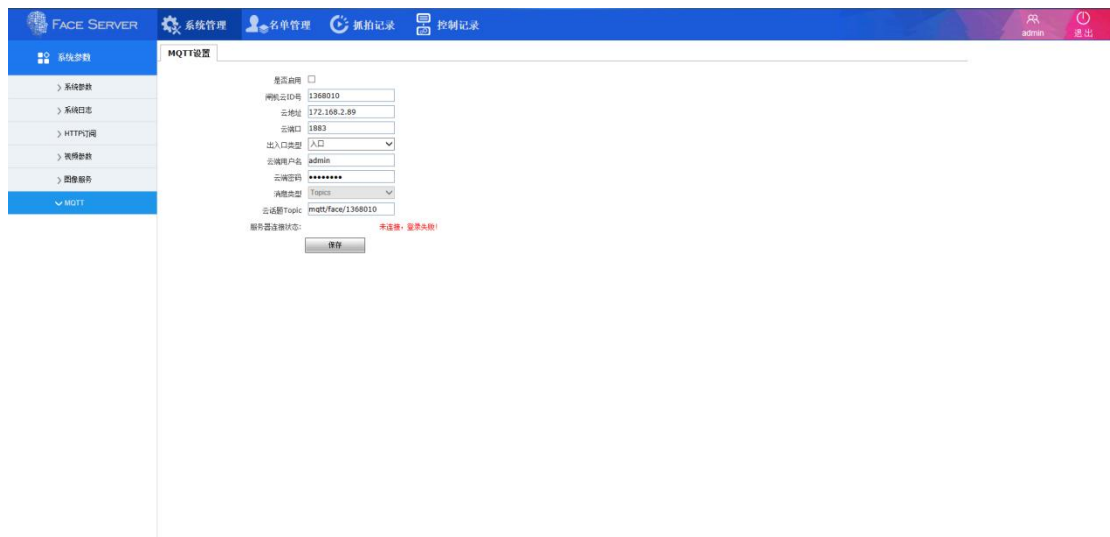 FACE SERVER
系统管理
名单管理
抓拍记录
控制记录
admin
退出
系统参数
系统参数
系统日志
HTTP订阅
视频参数
图像服务
MQTT
MQTT设置
是否启用
闸机云ID号 1368010
云地址 172.168.2.89
云端口 1883
出入口类型 入口
云端用户名 admin
云端密码 ••••••••
消息类型 Topics
云话题Topic mqtt/face/1368010
服务器连接状态: 未连接，登录失败!
保存